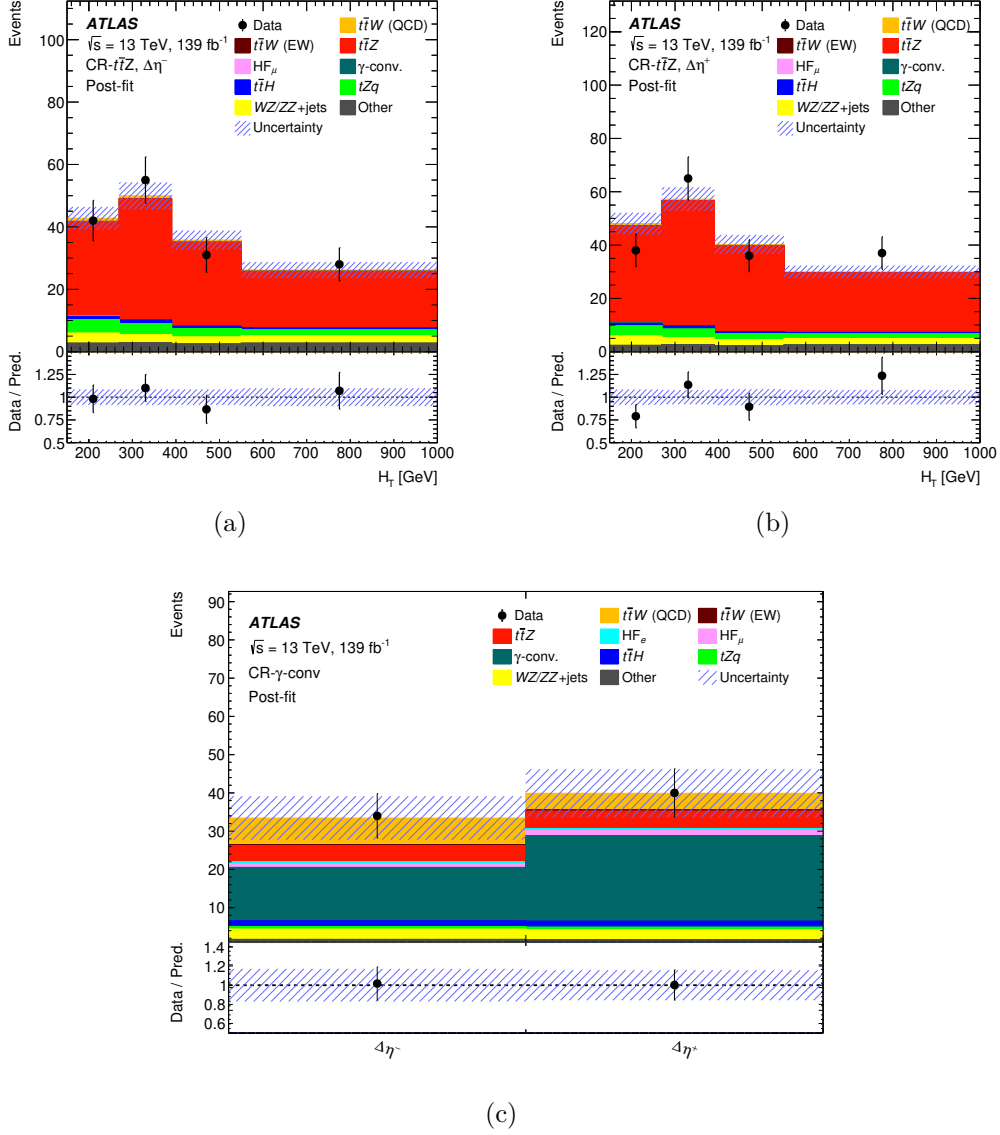 Events
ATLAS
√s = 13 TeV, 139 fb⁻¹
CR-tt̄Z, Δη⁻
Post-fit
Data
tt̄W (QCD)
tt̄W (EW)
tt̄Z
HFμ
γ-conv.
tt̄H
tZq
WZ/ZZ+jets
Other
Uncertainty
100
80
60
40
20
0
Data / Pred.
1.25
1
0.75
0.5
200 300 400 500 600 700 800 900 1000
H_T [GeV]
(a)
Events
ATLAS
√s = 13 TeV, 139 fb⁻¹
CR-tt̄Z, Δη⁺
Post-fit
Data
tt̄W (QCD)
tt̄W (EW)
tt̄Z
HFμ
γ-conv.
tt̄H
tZq
WZ/ZZ+jets
Other
Uncertainty
120
100
80
60
40
20
0
Data / Pred.
1.25
1
0.75
0.5
200 300 400 500 600 700 800 900 1000
H_T [GeV]
(b)
Events
ATLAS
√s = 13 TeV, 139 fb⁻¹
CR-γ-conv
Post-fit
Data
tt̄W (QCD)
tt̄W (EW)
tt̄Z
HFₑ
HFμ
γ-conv.
tt̄H
tZq
WZ/ZZ+jets
Other
Uncertainty
90
80
70
60
50
40
30
20
10
Data / Pred.
1.4
1.2
1
0.8
0.6
Δη⁻ Δη⁺
(c)